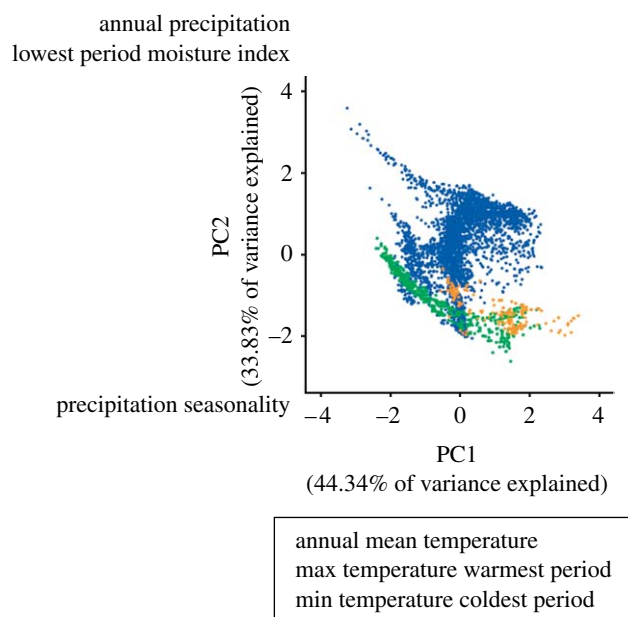 annual precipitation
lowest period moisture index
4
2
0
−2
PC2
(33.83% of variance explained)
precipitation seasonality
−4 −2 0 2 4
PC1
(44.34% of variance explained)
annual mean temperature
max temperature warmest period
min temperature coldest period